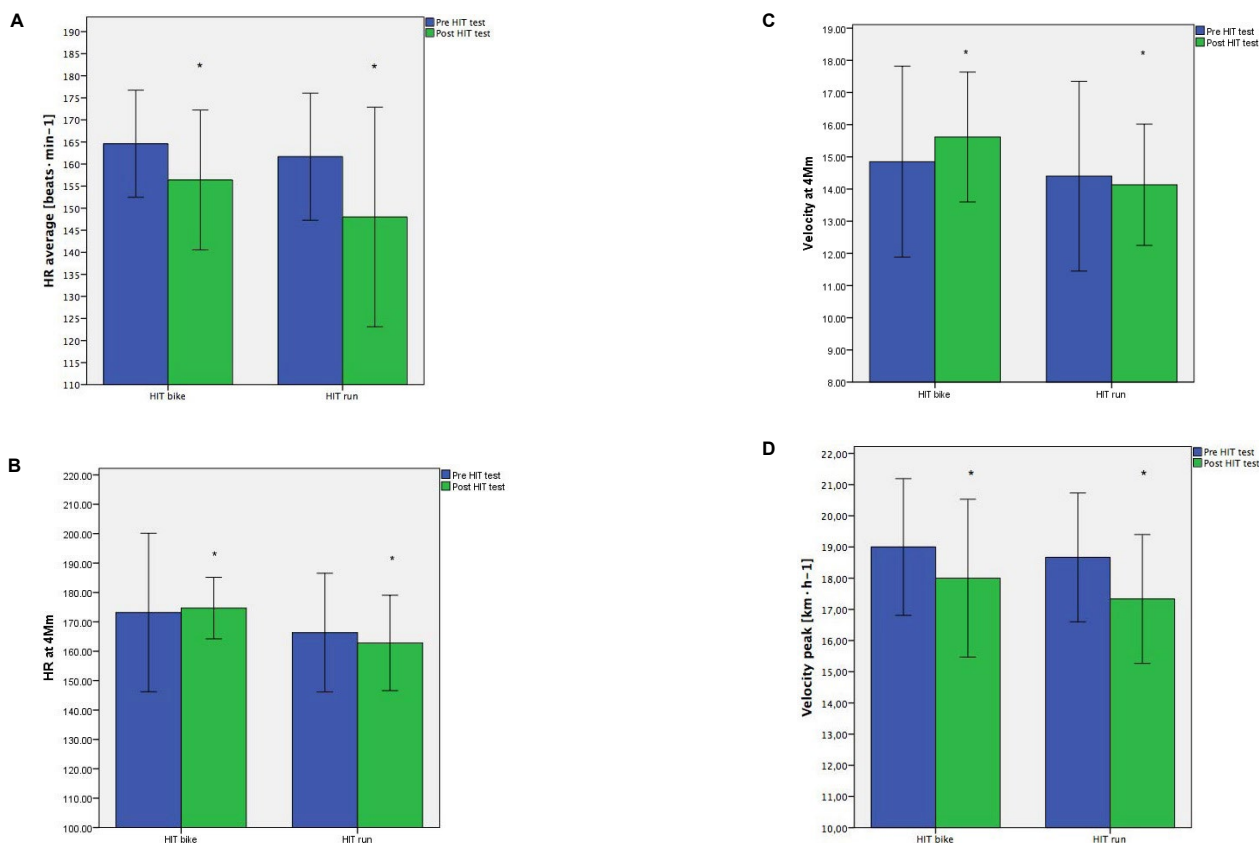 A
Pre HIT test
Post HIT test
HR average [beats·min−1]
190
185
180
175
170
165
160
155
150
145
140
135
130
125
120
115
110
*
*
HIT bike
HIT run
B
Pre HIT test
Post HIT test
HR at 4Mm
220.00
210.00
200.00
190.00
180.00
170.00
160.00
150.00
140.00
130.00
120.00
110.00
100.00
*
*
HIT bike
HIT run
C
Pre HIT test
Post HIT test
Velocity at 4Mm
19.00
18.00
17.00
16.00
15.00
14.00
13.00
12.00
11.00
10.00
9.00
8.00
*
*
HIT bike
HIT run
D
Pre HIT test
Post HIT test
Velocity peak [km·h−1]
22,00
21,00
20,00
19,00
18,00
17,00
16,00
15,00
14,00
13,00
12,00
11,00
10,00
*
*
HIT bike
HIT run